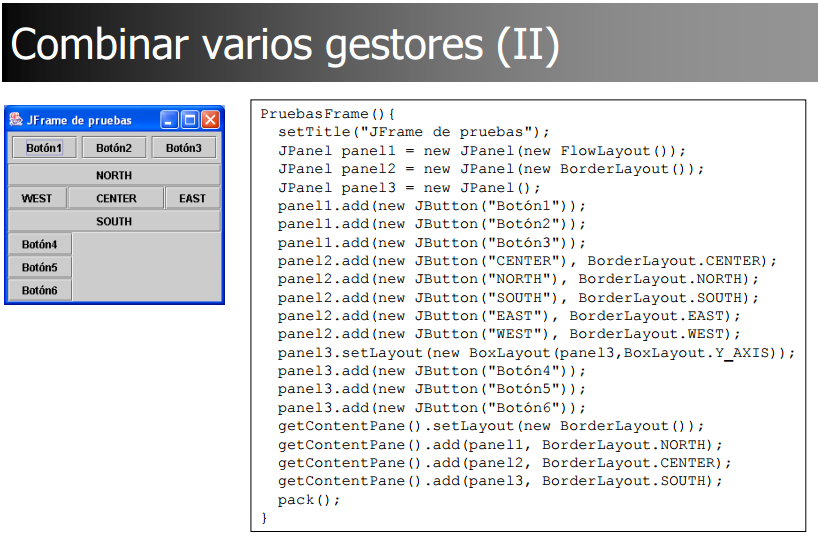 Combinar varios gestores (II)
JFrame de pruebas
Botón1 Botón2 Botón3
NORTH
WEST CENTER EAST
SOUTH
Botón4
Botón5
Botón6
PruebasFrame(){
setTitle("JFrame de pruebas");
JPanel panel1 = new JPanel(new FlowLayout());
JPanel panel2 = new JPanel(new BorderLayout());
JPanel panel3 = new JPanel();
panel1.add(new JButton("Botón1"));
panel1.add(new JButton("Botón2"));
panel1.add(new JButton("Botón3"));
panel2.add(new JButton("CENTER"), BorderLayout.CENTER);
panel2.add(new JButton("NORTH"), BorderLayout.NORTH);
panel2.add(new JButton("SOUTH"), BorderLayout.SOUTH);
panel2.add(new JButton("EAST"), BorderLayout.EAST);
panel2.add(new JButton("WEST"), BorderLayout.WEST);
panel3.setLayout(new BoxLayout(panel3,BoxLayout.Y_AXIS));
panel3.add(new JButton("Botón4"));
panel3.add(new JButton("Botón5"));
panel3.add(new JButton("Botón6"));
getContentPane().setLayout(new BorderLayout());
getContentPane().add(panel1, BorderLayout.NORTH);
getContentPane().add(panel2, BorderLayout.CENTER);
getContentPane().add(panel3, BorderLayout.SOUTH);
pack();
}